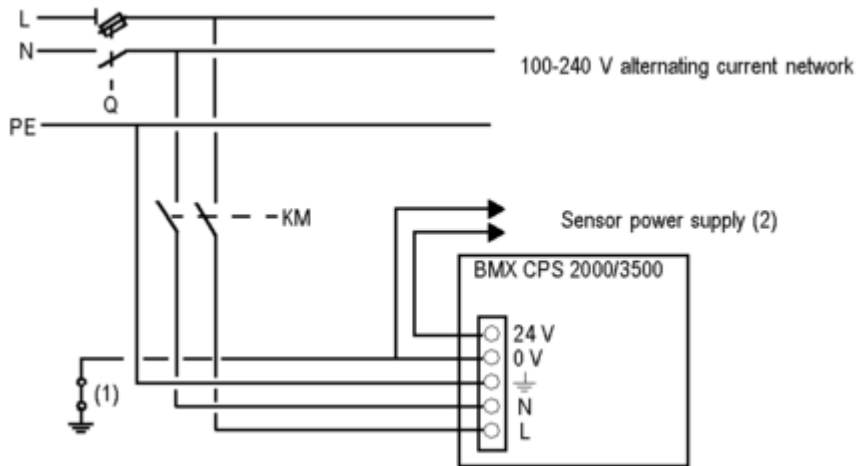 L
N
100-240 V alternating current network
Q
PE
KM
Sensor power supply (2)
BMX CPS 2000/3500
24 V
0 V
(1)
N
L